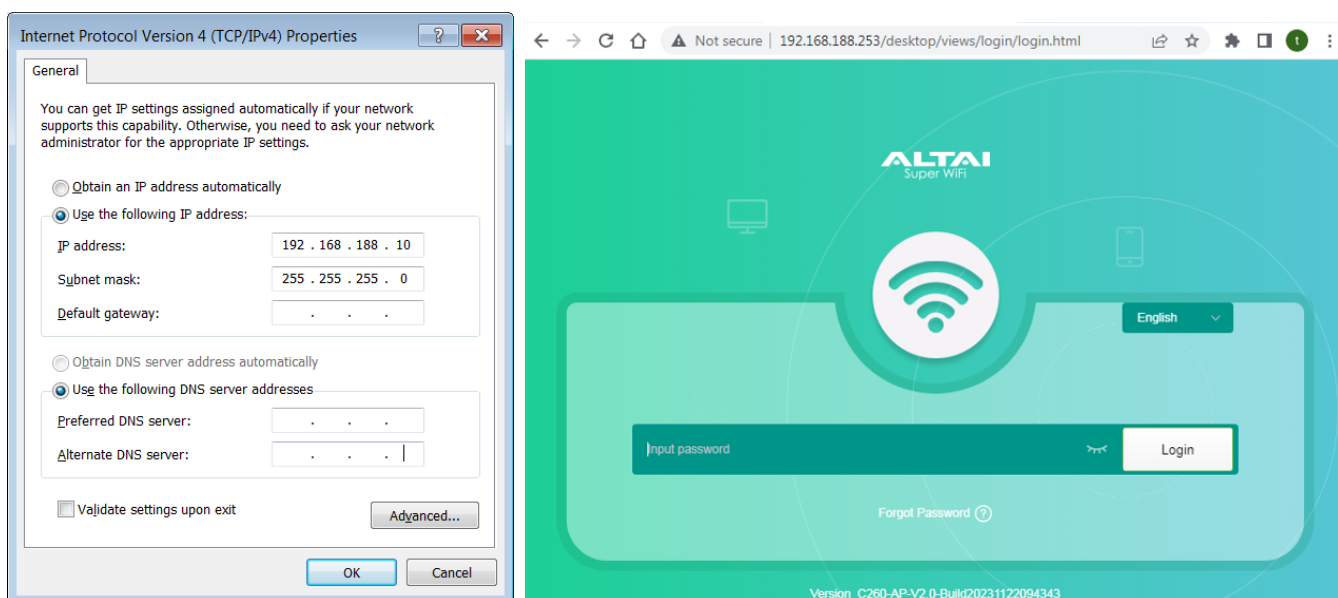 Internet Protocol Version 4 (TCP/IPv4) Properties
General
You can get IP settings assigned automatically if your network
supports this capability. Otherwise, you need to ask your network
administrator for the appropriate IP settings.
Obtain an IP address automatically
Use the following IP address:
IP address: 192 . 168 . 188 . 10
Subnet mask: 255 . 255 . 255 . 0
Default gateway: . . .
Obtain DNS server address automatically
Use the following DNS server addresses
Preferred DNS server: . . .
Alternate DNS server: . . .
Validate settings upon exit
Advanced...
OK Cancel
Not secure | 192.168.188.253/desktop/views/login/login.html
t
ALTAI
Super WiFi
English
Input password
Login
Forgot Password ?
Version C260-AP-V2.0-Build20231122094343